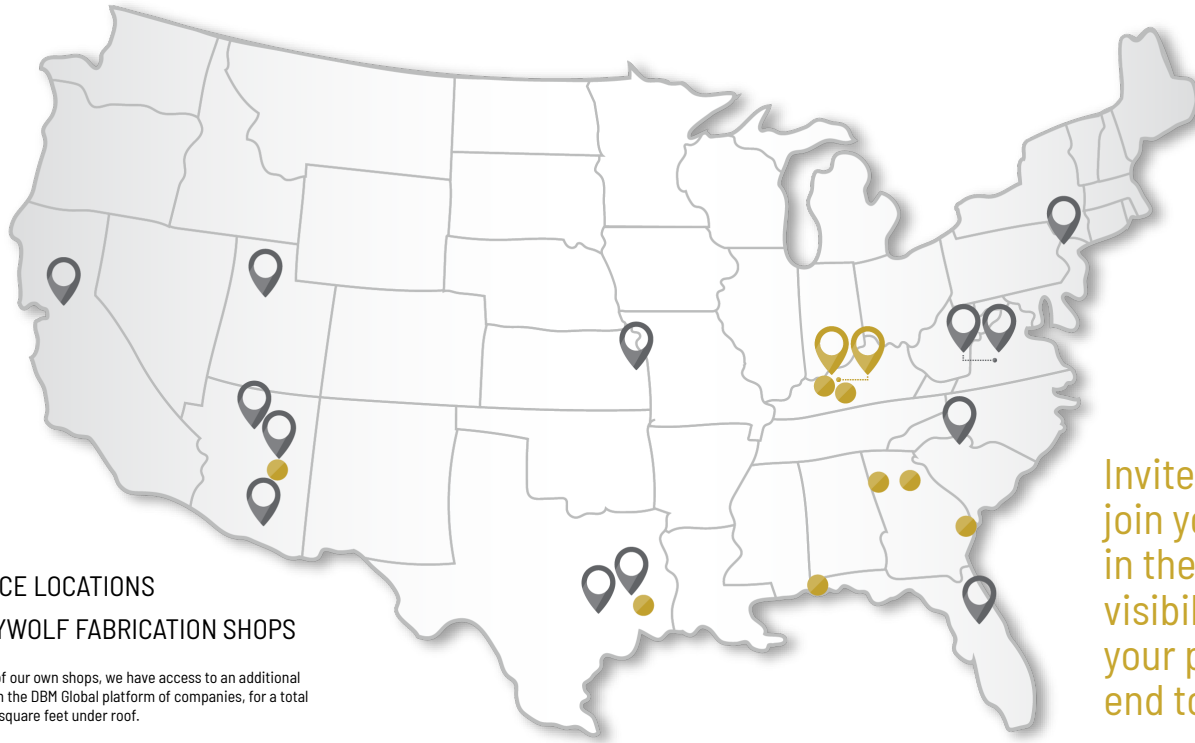 CE LOCATIONS
YWOLF FABRICATION SHOPS
of our own shops, we have access to an additional
n the DBM Global platform of companies, for a total
square feet under roof.
Invite
join yo
in the
visibil
your p
end to